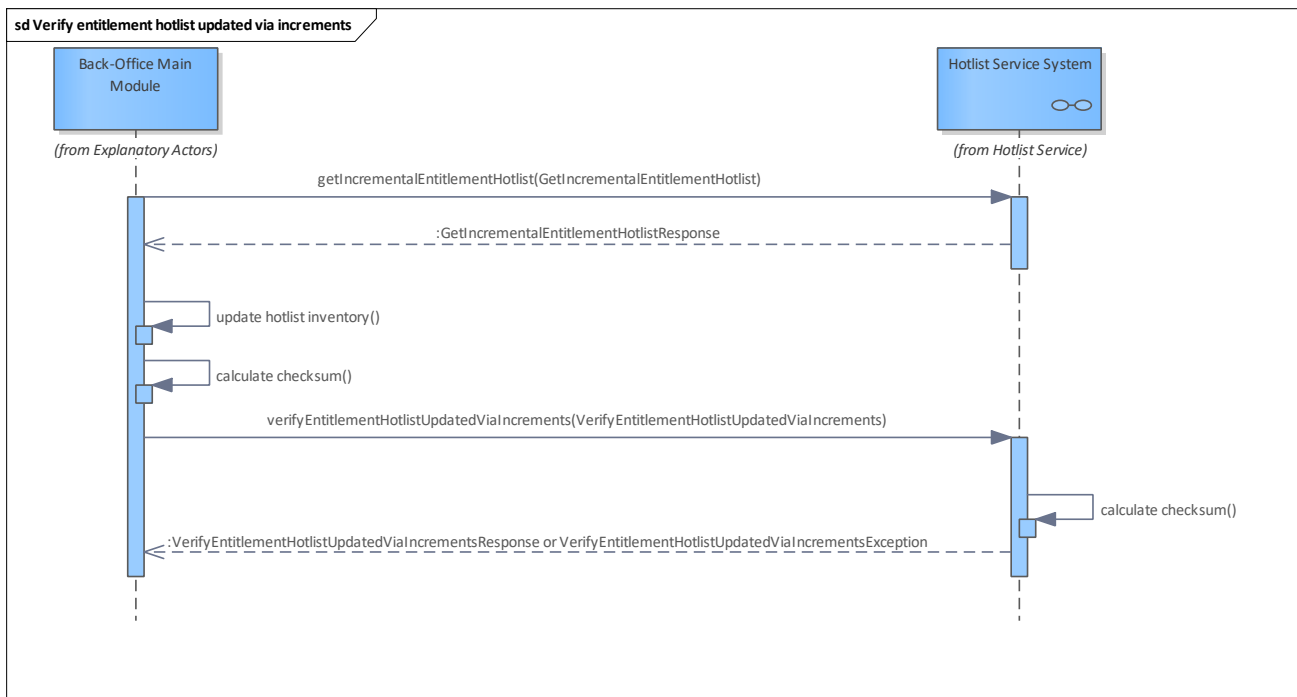 sd Verify entitlement hotlist updated via increments
Back-Office Main
Module
Hotlist Service System
(from Explanatory Actors)
(from Hotlist Service)
getIncrementalEntitlementHotlist(GetIncrementalEntitlementHotlist)
:GetIncrementalEntitlementHotlistResponse
update hotlist inventory()
calculate checksum()
verifyEntitlementHotlistUpdatedViaIncrements(VerifyEntitlementHotlistUpdatedViaIncrements)
calculate checksum()
:VerifyEntitlementHotlistUpdatedViaIncrementsResponse or VerifyEntitlementHotlistUpdatedViaIncrementsException